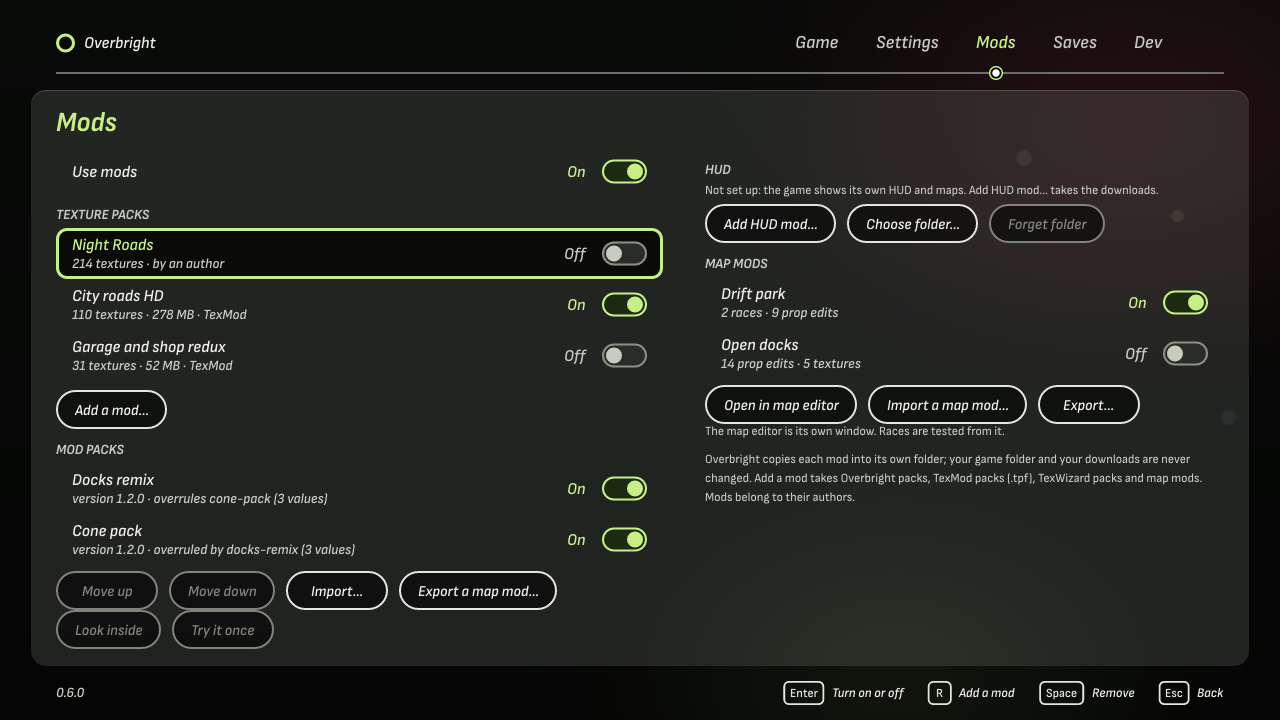 Overbright
Game
Settings
Mods
Saves
Dev
Mods
Use mods
On
TEXTURE PACKS
Night Roads
214 textures · by an author
Off
City roads HD
110 textures · 278 MB · TexMod
On
Garage and shop redux
31 textures · 52 MB · TexMod
Off
Add a mod...
MOD PACKS
Docks remix
version 1.2.0 · overrules cone-pack (3 values)
On
Cone pack
version 1.2.0 · overruled by docks-remix (3 values)
On
Move up
Move down
Import...
Export a map mod...
Look inside
Try it once
HUD
Not set up: the game shows its own HUD and maps. Add HUD mod... takes the downloads.
Add HUD mod...
Choose folder...
Forget folder
MAP MODS
Drift park
2 races · 9 prop edits
On
Open docks
14 prop edits · 5 textures
Off
Open in map editor
Import a map mod...
Export...
The map editor is its own window. Races are tested from it.
Overbright copies each mod into its own folder; your game folder and your downloads are never
changed. Add a mod takes Overbright packs, TexMod packs (.tpf), TexWizard packs and map mods.
Mods belong to their authors.
0.6.0
Enter Turn on or off
R Add a mod
Space Remove
Esc Back